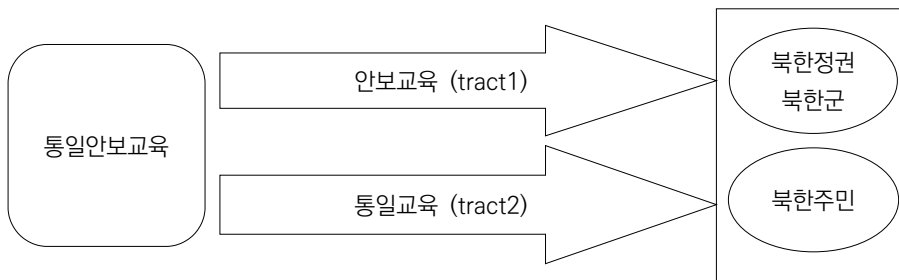 안보교육 (tract1)
북한정권
북한군
통일안보교육
통일교육 (tract2)
북한주민